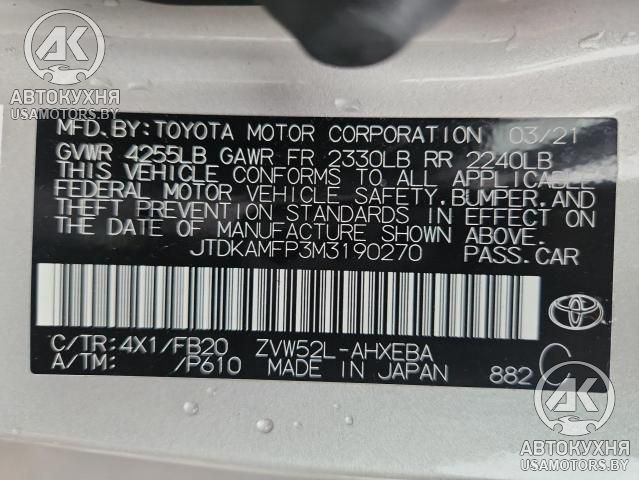 АК
АВТОКУХНЯ
USAMOTORS.BY
MFD.BY:TOYOTA MOTOR CORPORATION 03/21
GVWR 4255LB GAWR FR 2330LB RR 2240LB
THIS VEHICLE CONFORMS TO ALL APPLICABLE
FEDERAL MOTOR VEHICLE SAFETY,BUMPER,AND
THEFT PREVENTION STANDARDS IN EFFECT ON
THE DATE OF MANUFACTURE SHOWN ABOVE.
JTDKAMFP3M3190270 PASS.CAR
C/TR:4X1/FB20 ZVW52L-AHXEBA
A/TM: /P610 MADE IN JAPAN 882
C
АК
АВТОКУХНЯ
USAMOTORS.BY